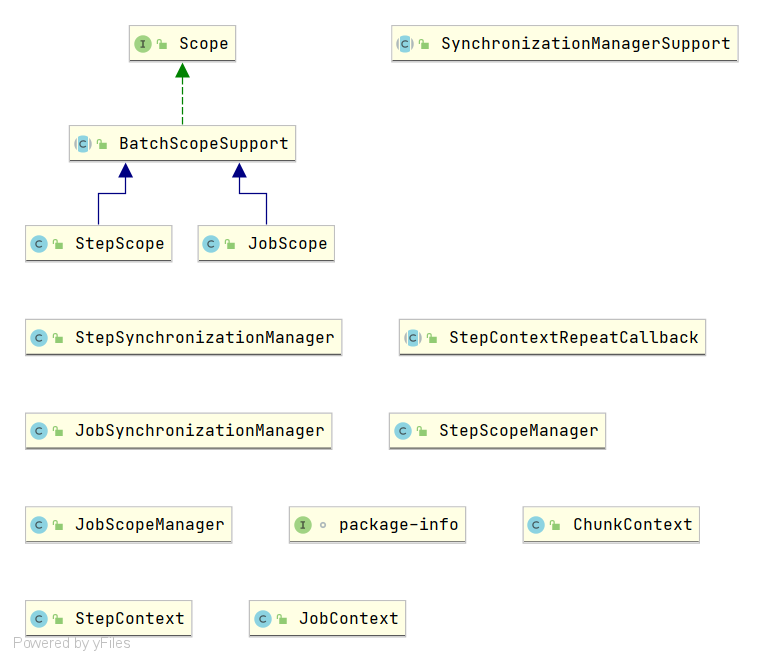 I Scope
C SynchronizationManagerSupport
C BatchScopeSupport
C StepScope
C JobScope
C StepSynchronizationManager
C StepContextRepeatCallback
C JobSynchronizationManager
C StepScopeManager
C JobScopeManager
I package-info
C ChunkContext
C StepContext
C JobContext
Powered by yFiles